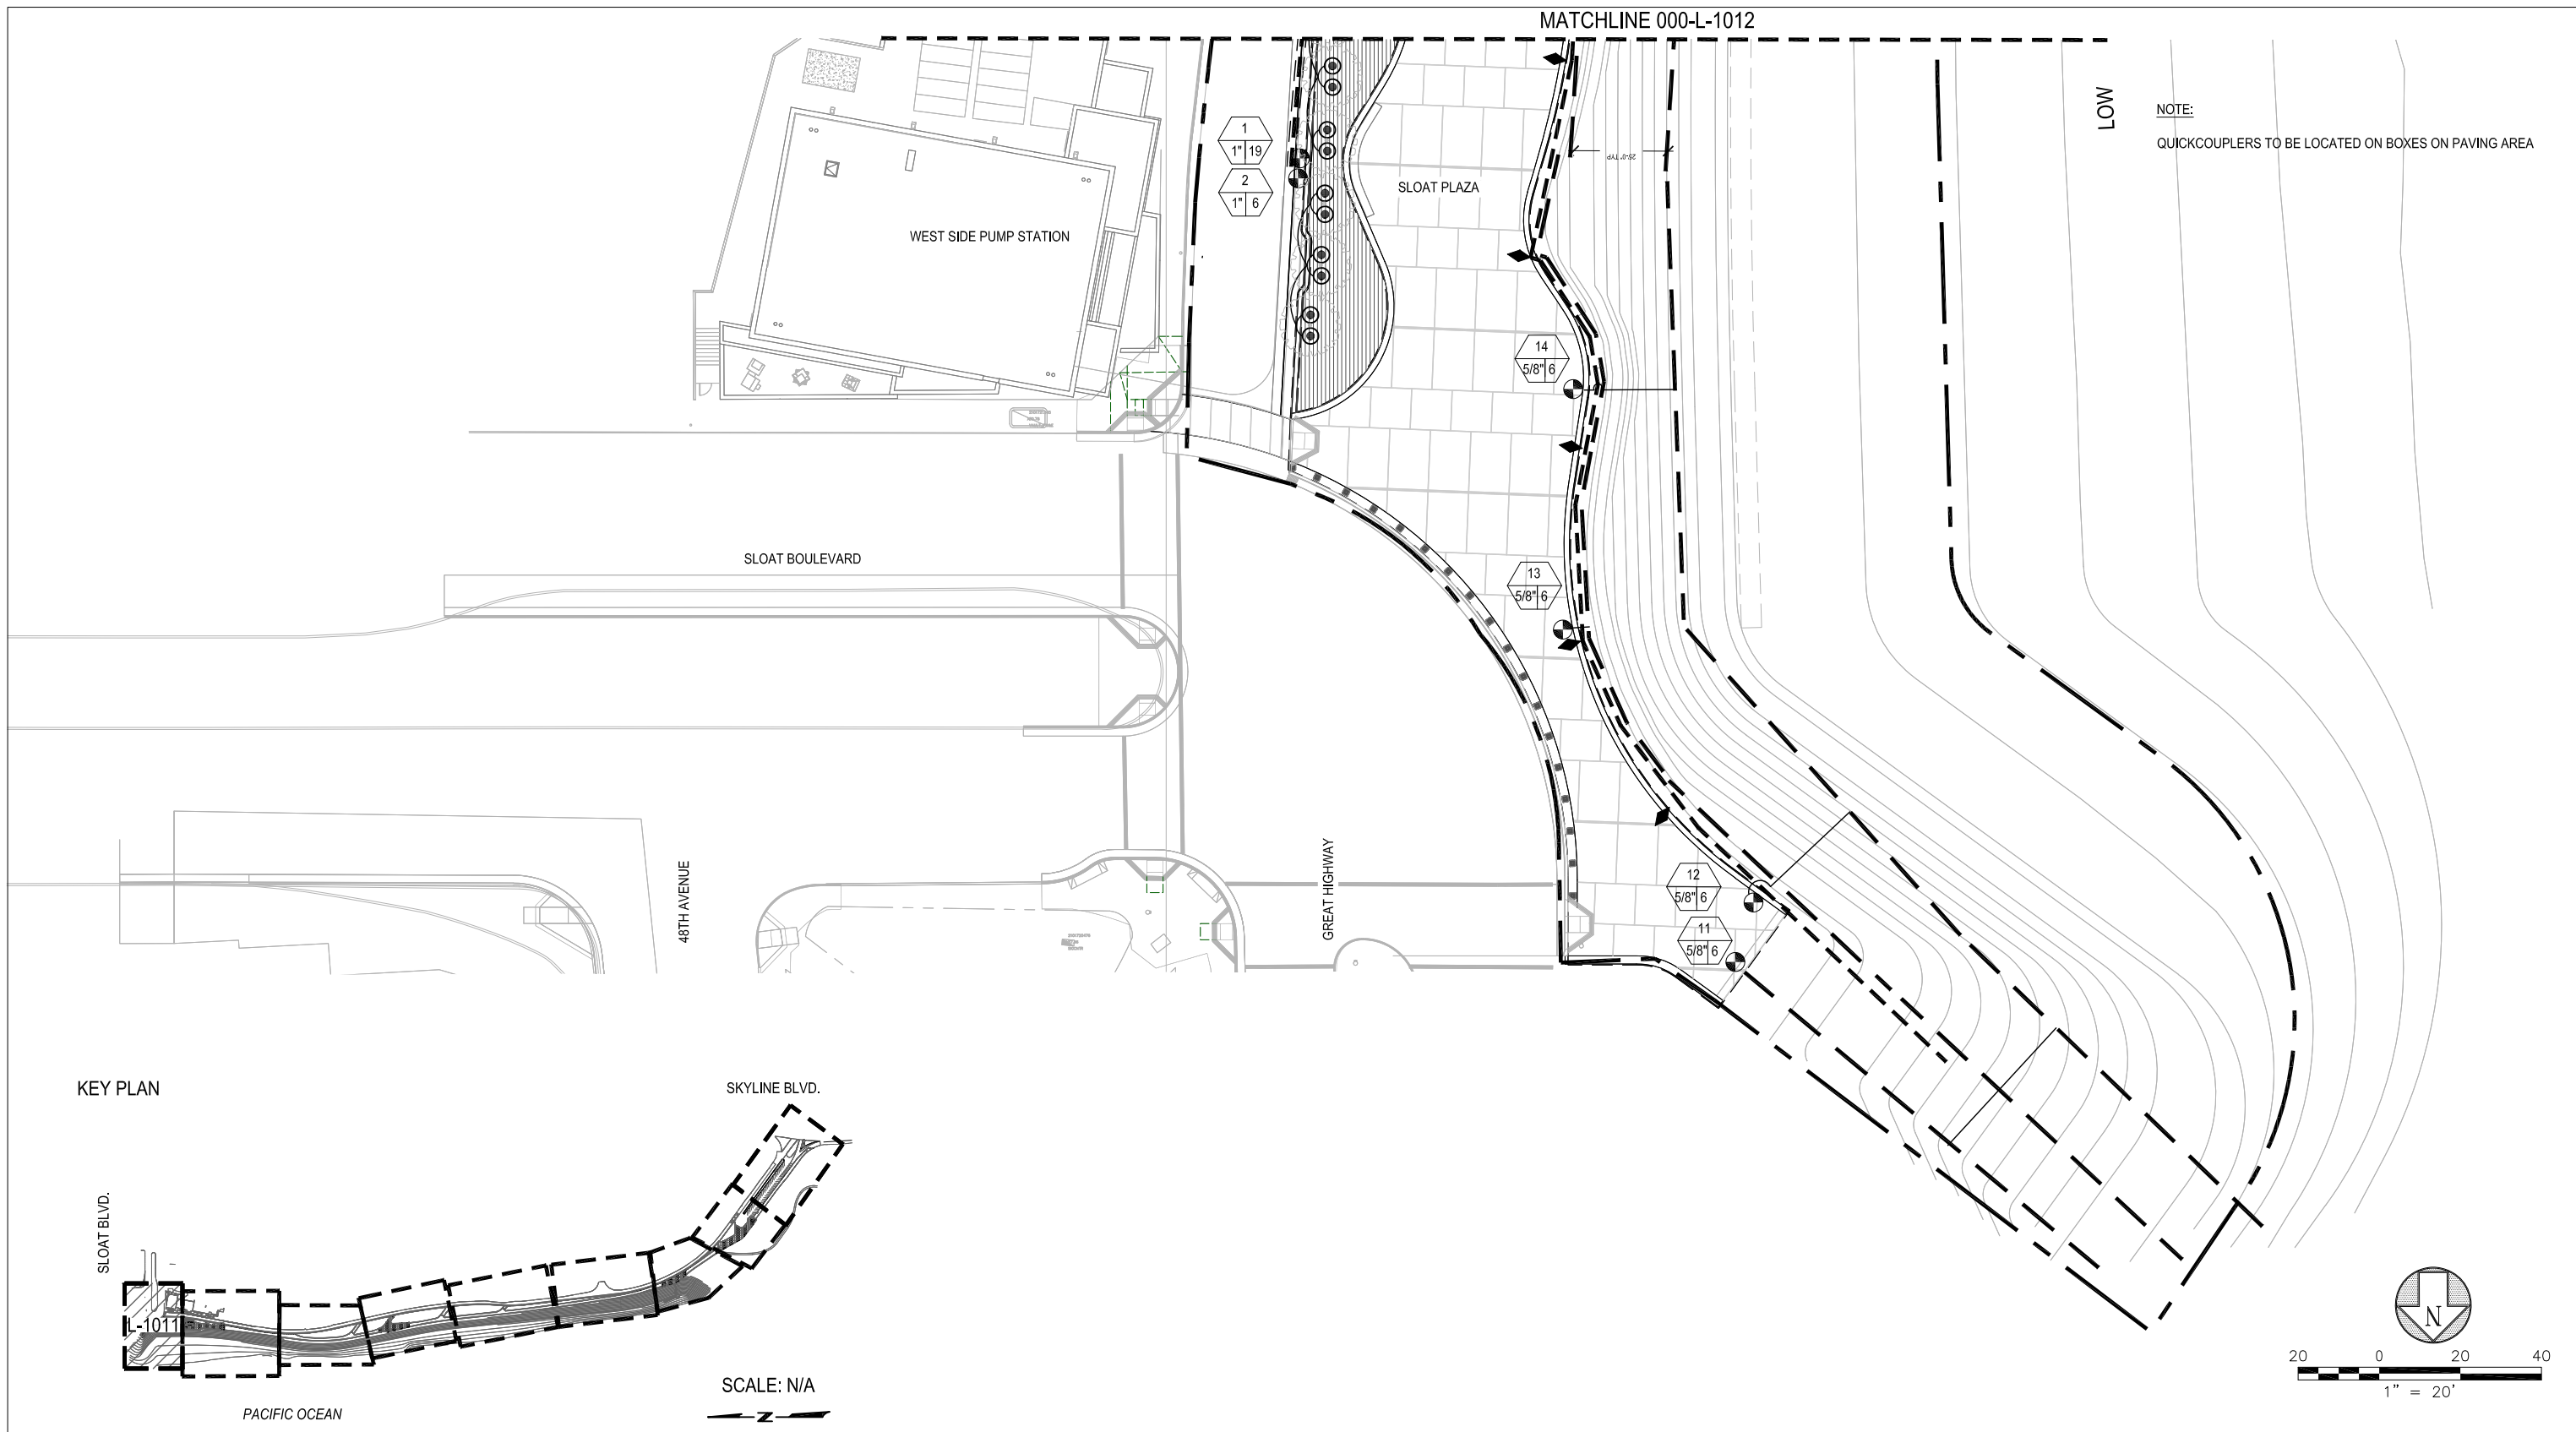 MATCHLINE 000-L-1012
LOW
NOTE:
QUICKCOUPLERS TO BE LOCATED ON BOXES ON PAVING AREA
1
1" 19
2
1" 6
25'-0" TYP
SLOAT PLAZA
WEST SIDE PUMP STATION
14
5/8" 6
SLOAT BOULEVARD
13
5/8" 6
48TH AVENUE
GREAT HIGHWAY
12
5/8" 6
11
5/8" 6
KEY PLAN
SKYLINE BLVD.
SLOAT BLVD.
L-1011
SCALE: N/A
PACIFIC OCEAN
Z
N
20 0 20 40
1" = 20'